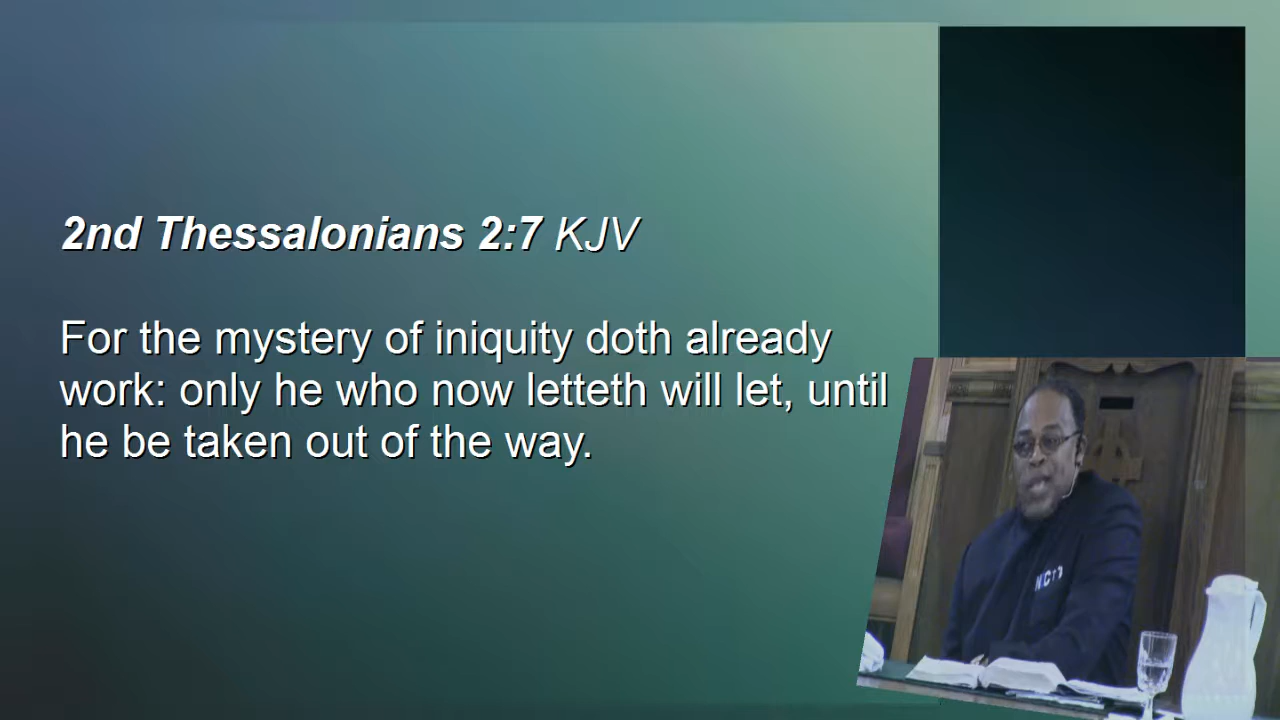 2nd Thessalonians 2:7 KJV
For the mystery of iniquity doth already
work: only he who now letteth will let, until
he be taken out of the way.